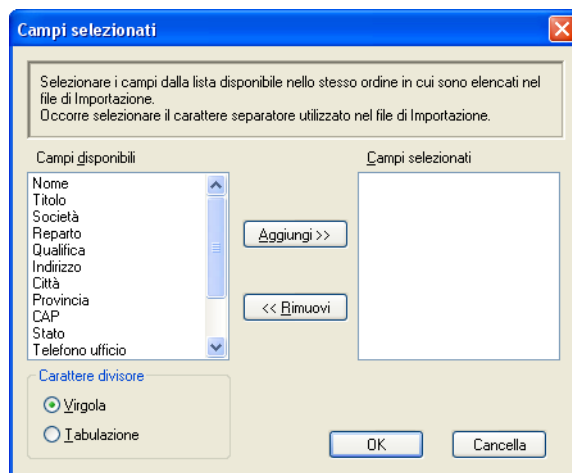 Campi selezionati
Selezionare i campi dalla lista disponibile nello stesso ordine in cui sono elencati nel
file di Importazione.
Occorre selezionare il carattere separatore utilizzato nel file di Importazione.
Campi disponibili
Campi selezionati
Nome
Titolo
Società
Reparto
Qualifica
Indirizzo
Città
Provincia
CAP
Stato
Telefono ufficio
Aggiungi >>
<< Rimuovi
Carattere divisore
Virgola
Tabulazione
OK
Cancella